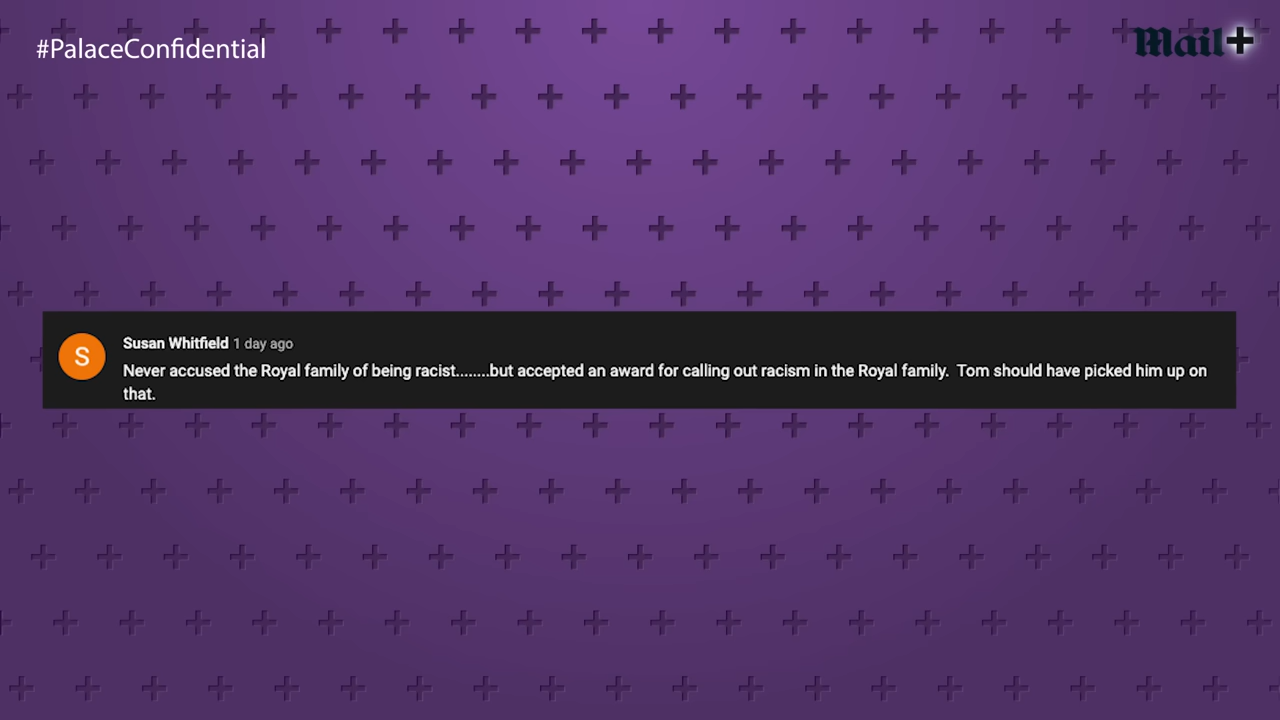 #PalaceConfidential
Mail+
S
Susan Whitfield 1 day ago
Never accused the Royal family of being racist........but accepted an award for calling out racism in the Royal family.  Tom should have picked him up on
that.